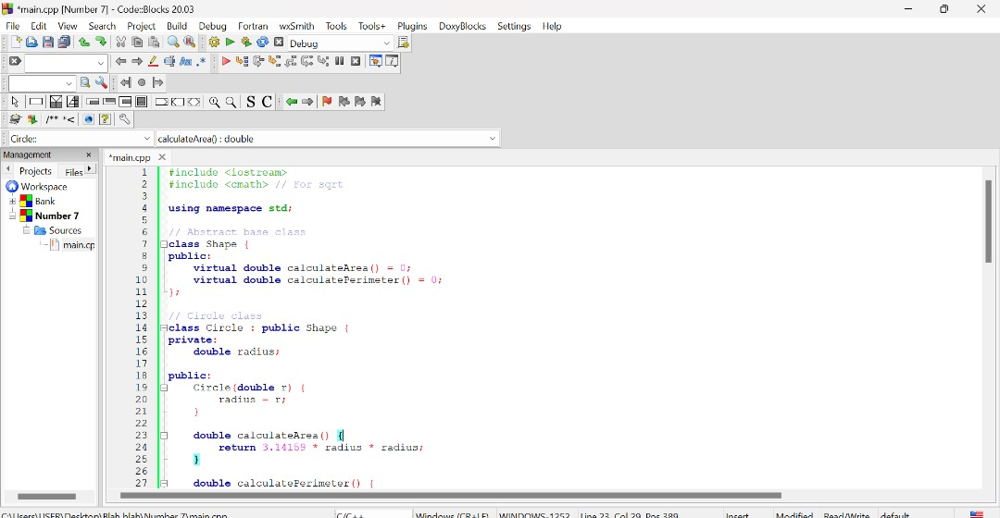 *main.cpp [Number 7] - Code::Blocks 20.03
File Edit View Search Project Build Debug Fortran wxSmith Tools Tools+ Plugins DoxyBlocks Settings Help
Debug
S C
/** *<
Circle:: calculateArea() : double
Management
*main.cpp
Projects Files
Workspace
Bank
Number 7
Sources
main.cp
1 #include <iostream>
2 #include <cmath> // For sqrt
3
4 using namespace std;
5
6 // Abstract base class
7 class Shape {
8 public:
9 virtual double calculateArea() = 0;
10 virtual double calculatePerimeter() = 0;
11 };
12
13 // Circle class
14 class Circle : public Shape {
15 private:
16 double radius;
17
18 public:
19 Circle(double r) {
20 radius = r;
21 }
22
23 double calculateArea() {
24 return 3.14159 * radius * radius;
25 }
26
27 double calculatePerimeter() {
C:\Users\USER\Desktop\Blah blah\Number 7\main.cpp C/C++ Windows (CR+LF) WINDOWS-1252 Line 23, Col 29, Pos 389 Insert Modified Read/Write default